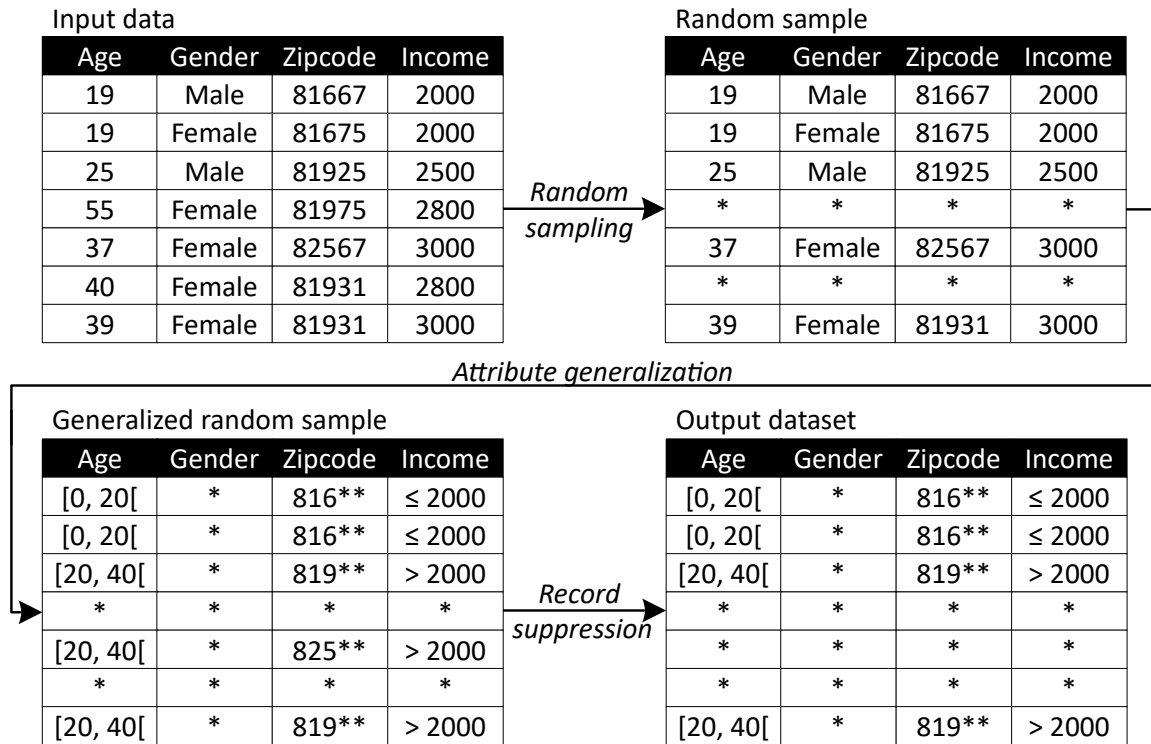 Input data
Age Gender Zipcode Income
19 Male 81667 2000
19 Female 81675 2000
25 Male 81925 2500
55 Female 81975 2800
37 Female 82567 3000
40 Female 81931 2800
39 Female 81931 3000
Random
sampling
Random sample
Age Gender Zipcode Income
19 Male 81667 2000
19 Female 81675 2000
25 Male 81925 2500
* * * *
37 Female 82567 3000
* * * *
39 Female 81931 3000
Attribute generalization
Generalized random sample
Age Gender Zipcode Income
[0, 20[ * 816** ≤ 2000
[0, 20[ * 816** ≤ 2000
[20, 40[ * 819** > 2000
* * * *
[20, 40[ * 825** > 2000
* * * *
[20, 40[ * 819** > 2000
Record
suppression
Output dataset
Age Gender Zipcode Income
[0, 20[ * 816** ≤ 2000
[0, 20[ * 816** ≤ 2000
[20, 40[ * 819** > 2000
* * * *
* * * *
* * * *
[20, 40[ * 819** > 2000